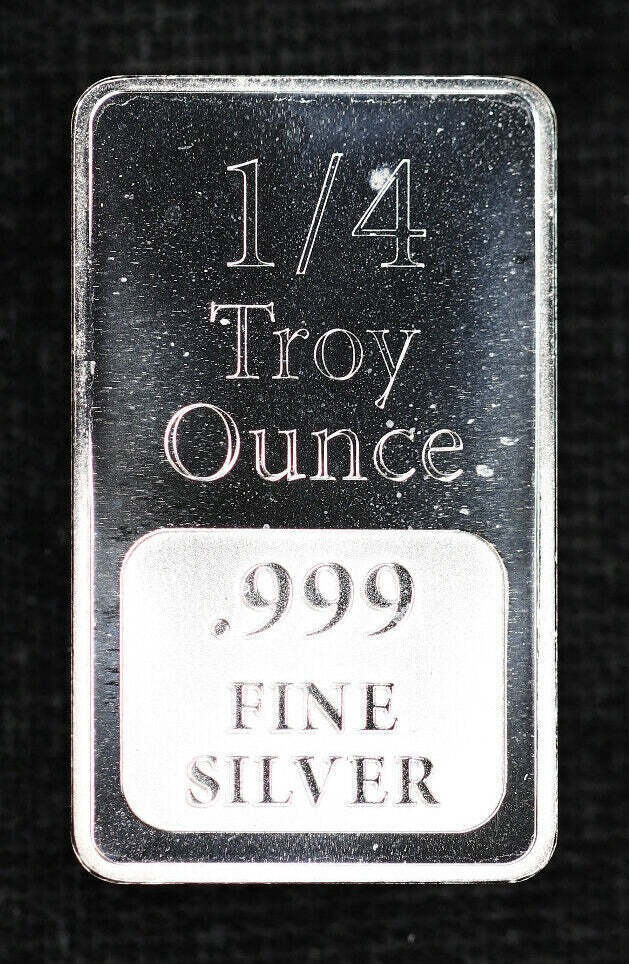 1/4
Troy
Ounce
.999
FINE
SILVER